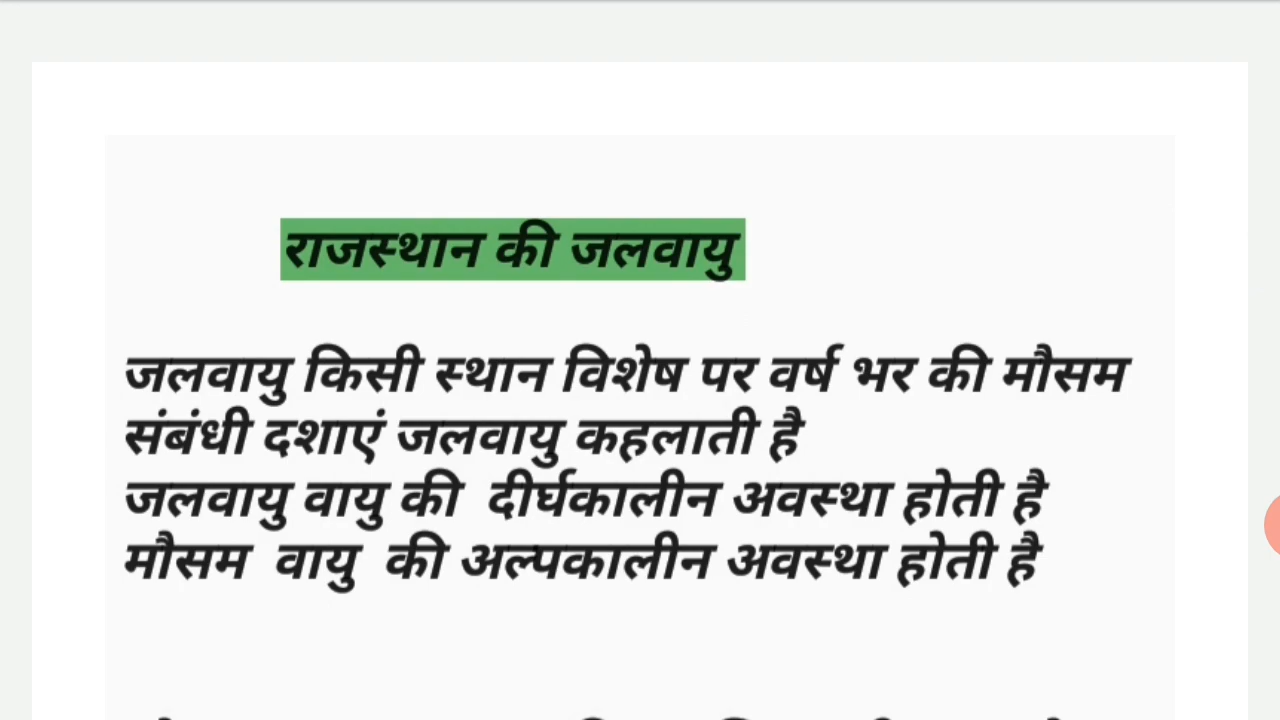 राजस्थान की जलवायु
जलवायु किसी स्थान विशेष पर वर्ष भर की मौसम
संबंधी दशाएं जलवायु कहलाती है
जलवायु वायु की दीर्घकालीन अवस्था होती है
मौसम वायु की अल्पकालीन अवस्था होती है